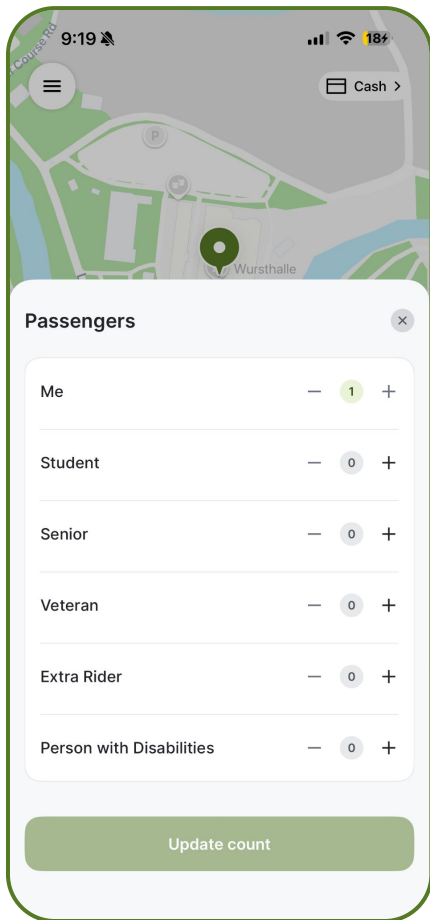 9:19
18
Course Rd
Cash
P
Wursthalle
Passengers
Me 1
Student 0
Senior 0
Veteran 0
Extra Rider 0
Person with Disabilities 0
Update count